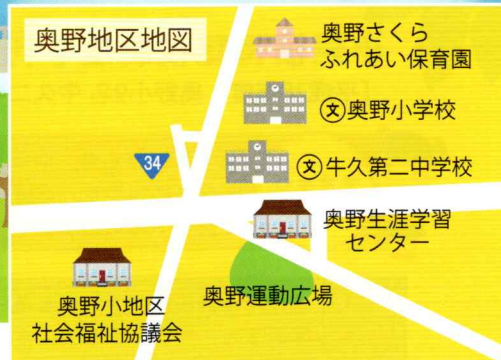 奥野地区地図
奥野さくら
ふれあい保育園
文奥野小学校
34
文牛久第二中学校
奥野生涯学習
センター
奥野運動広場
奥野小地区
社会福祉協議会